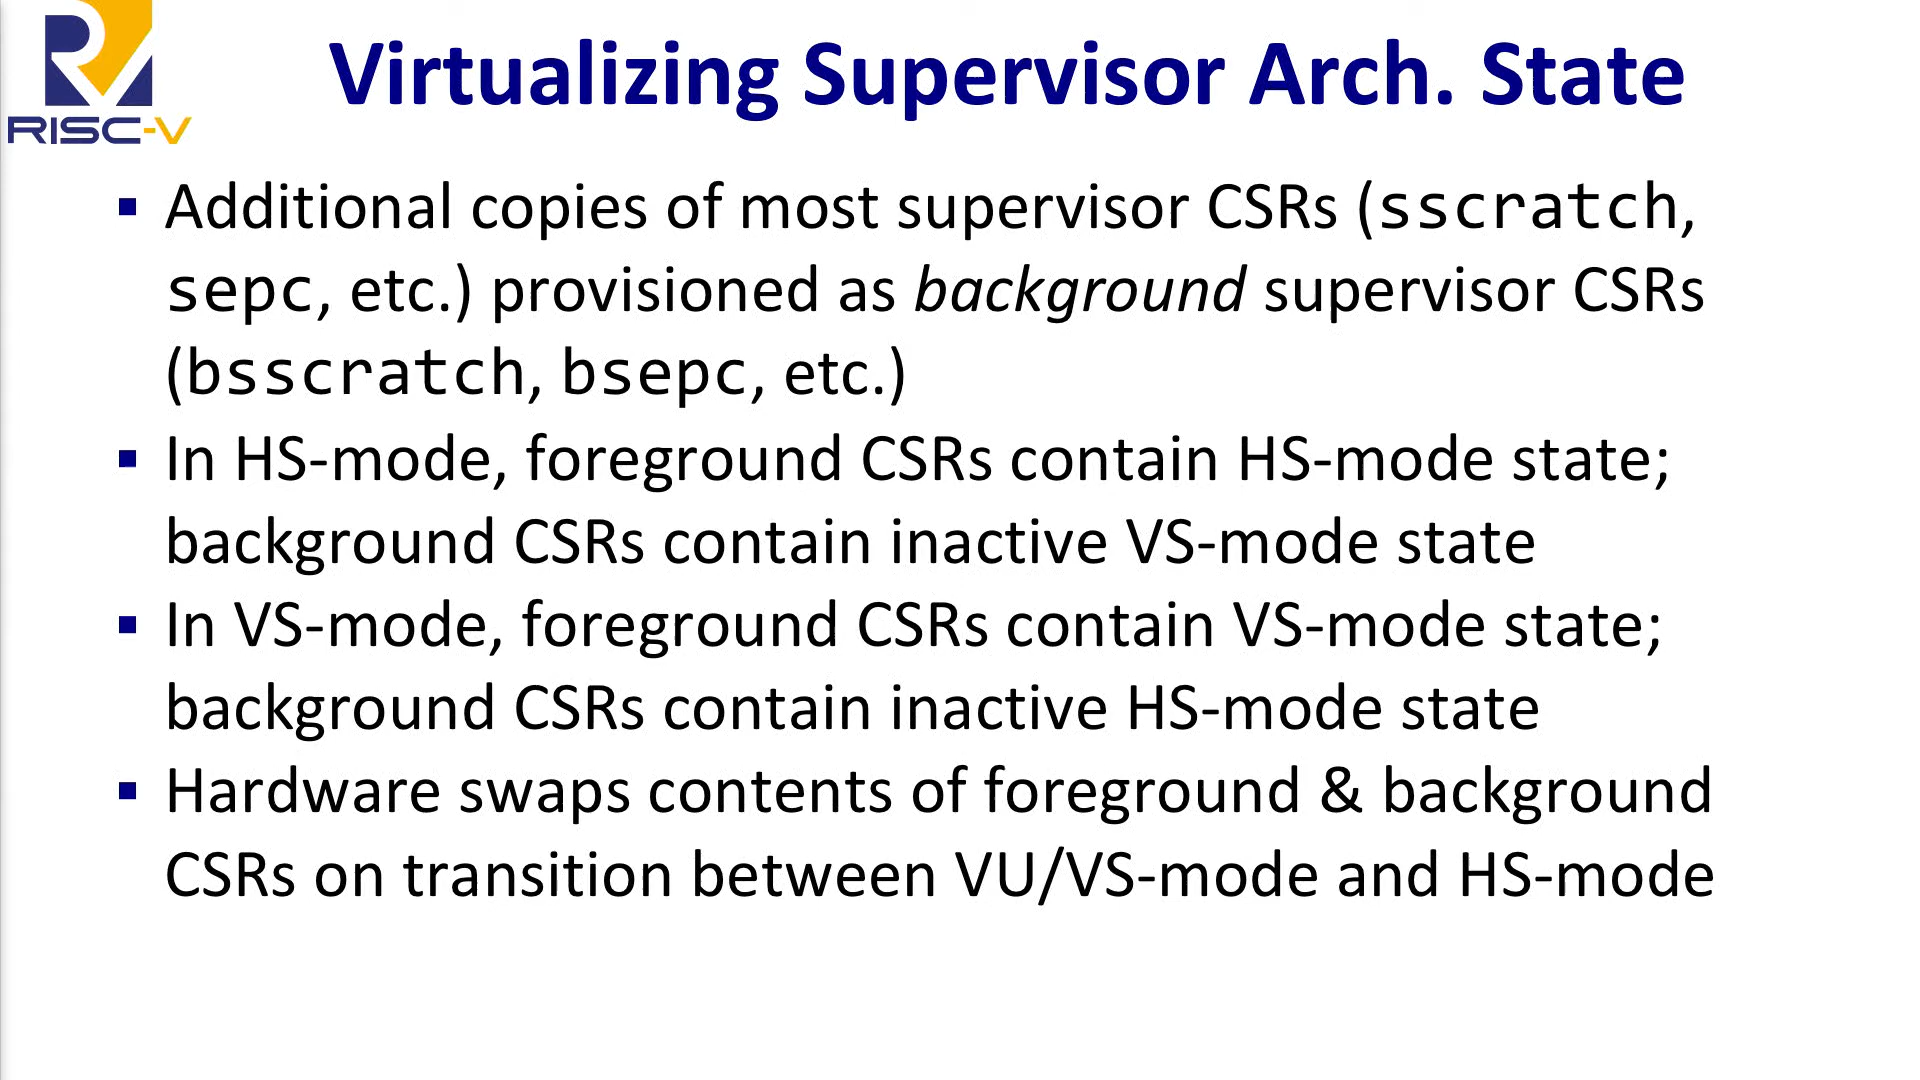 RISC-V
Virtualizing Supervisor Arch. State
▪ Additional copies of most supervisor CSRs (sscratch,
sepc, etc.) provisioned as background supervisor CSRs
(bsscratch, bsepc, etc.)
▪ In HS-mode, foreground CSRs contain HS-mode state;
background CSRs contain inactive VS-mode state
▪ In VS-mode, foreground CSRs contain VS-mode state;
background CSRs contain inactive HS-mode state
▪ Hardware swaps contents of foreground & background
CSRs on transition between VU/VS-mode and HS-mode